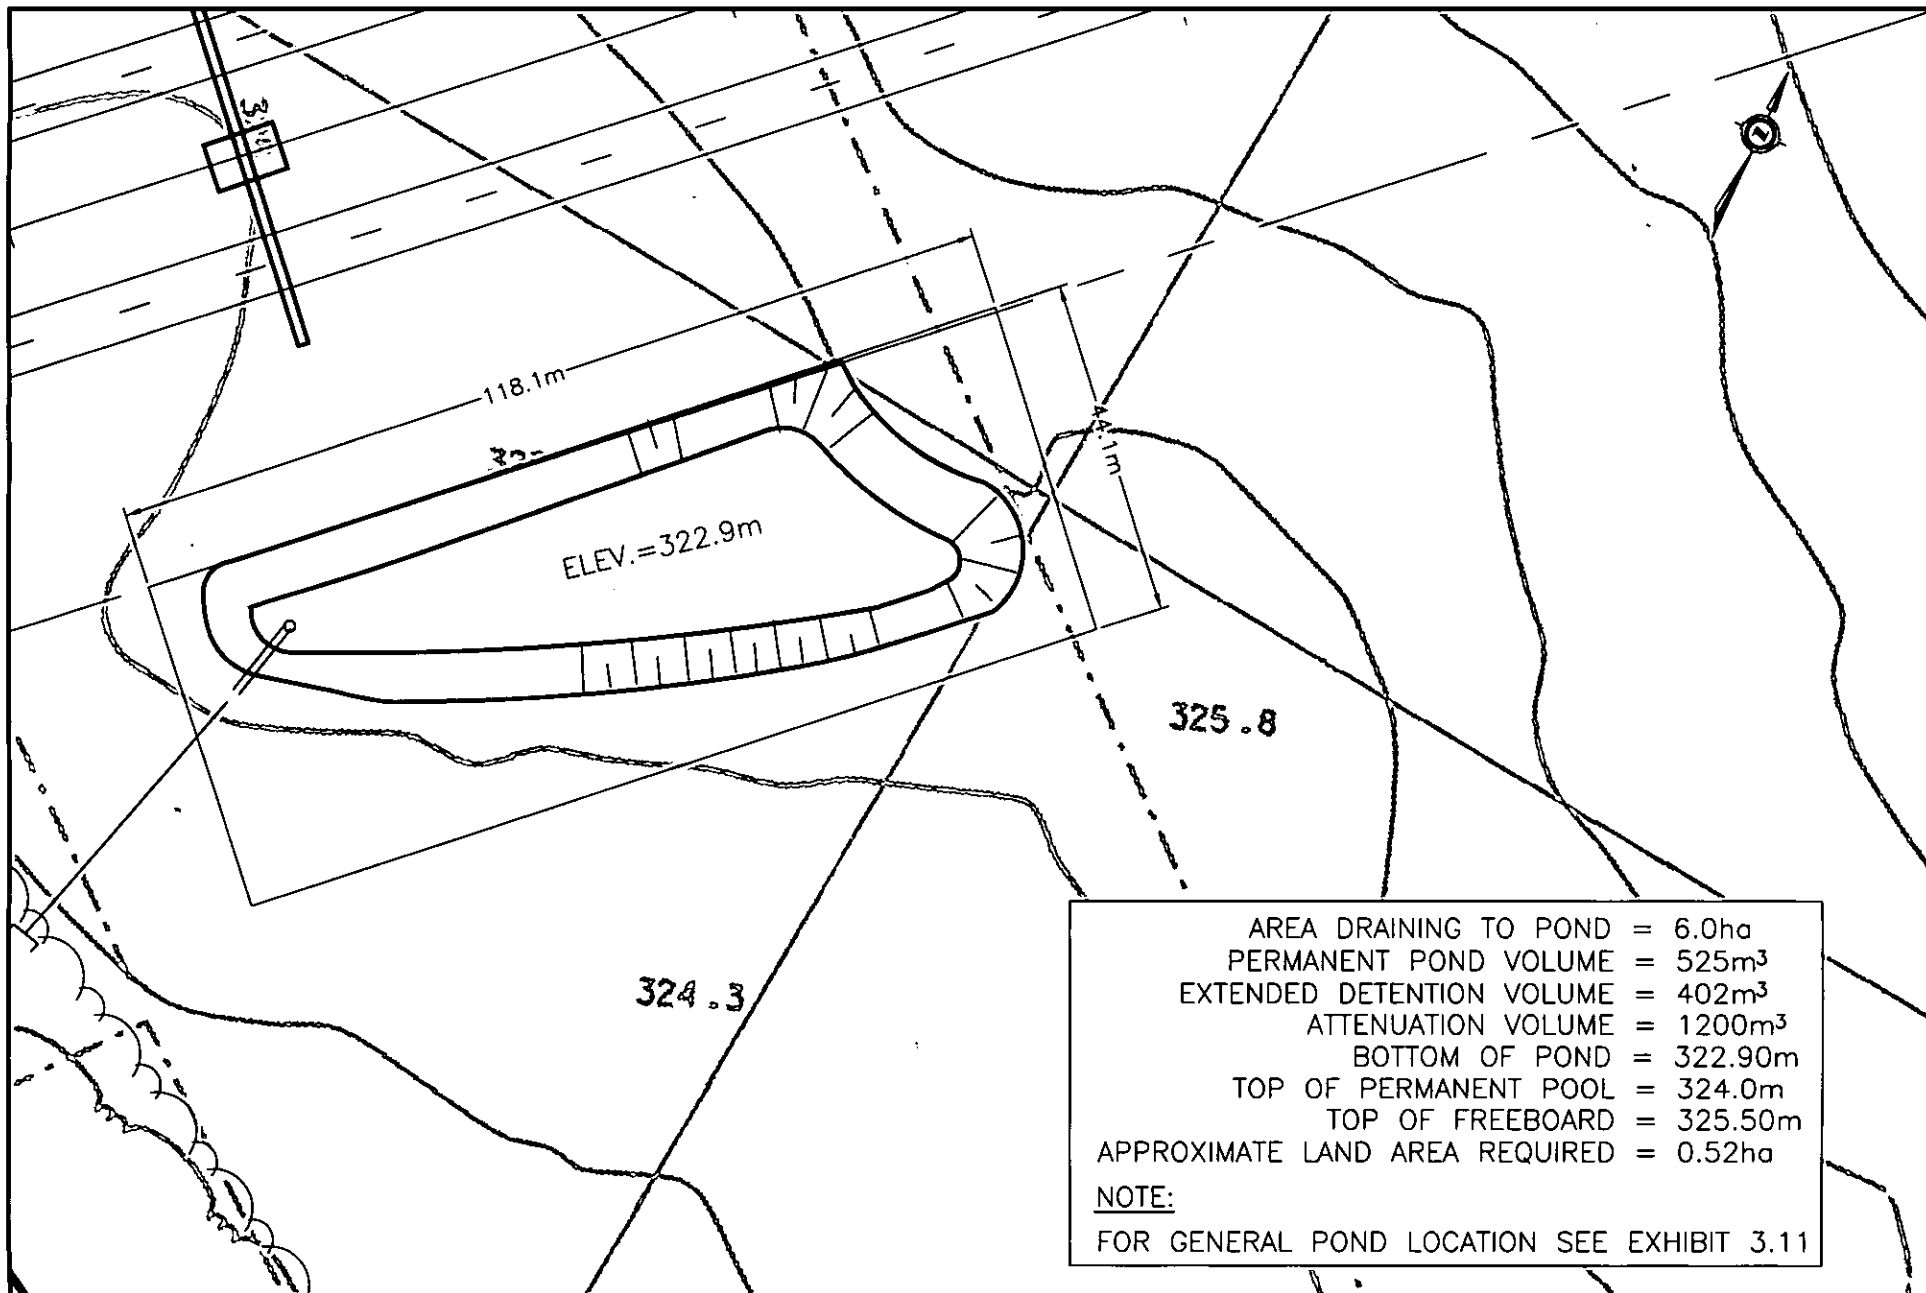 118.1m
44.1m
ELEV.=322.9m
325.8
324.3
AREA DRAINING TO POND = 6.0ha
PERMANENT POND VOLUME = 525m³
EXTENDED DETENTION VOLUME = 402m³
ATTENUATION VOLUME = 1200m³
BOTTOM OF POND = 322.90m
TOP OF PERMANENT POOL = 324.0m
TOP OF FREEBOARD = 325.50m
APPROXIMATE LAND AREA REQUIRED = 0.52ha
NOTE:
FOR GENERAL POND LOCATION SEE EXHIBIT 3.11